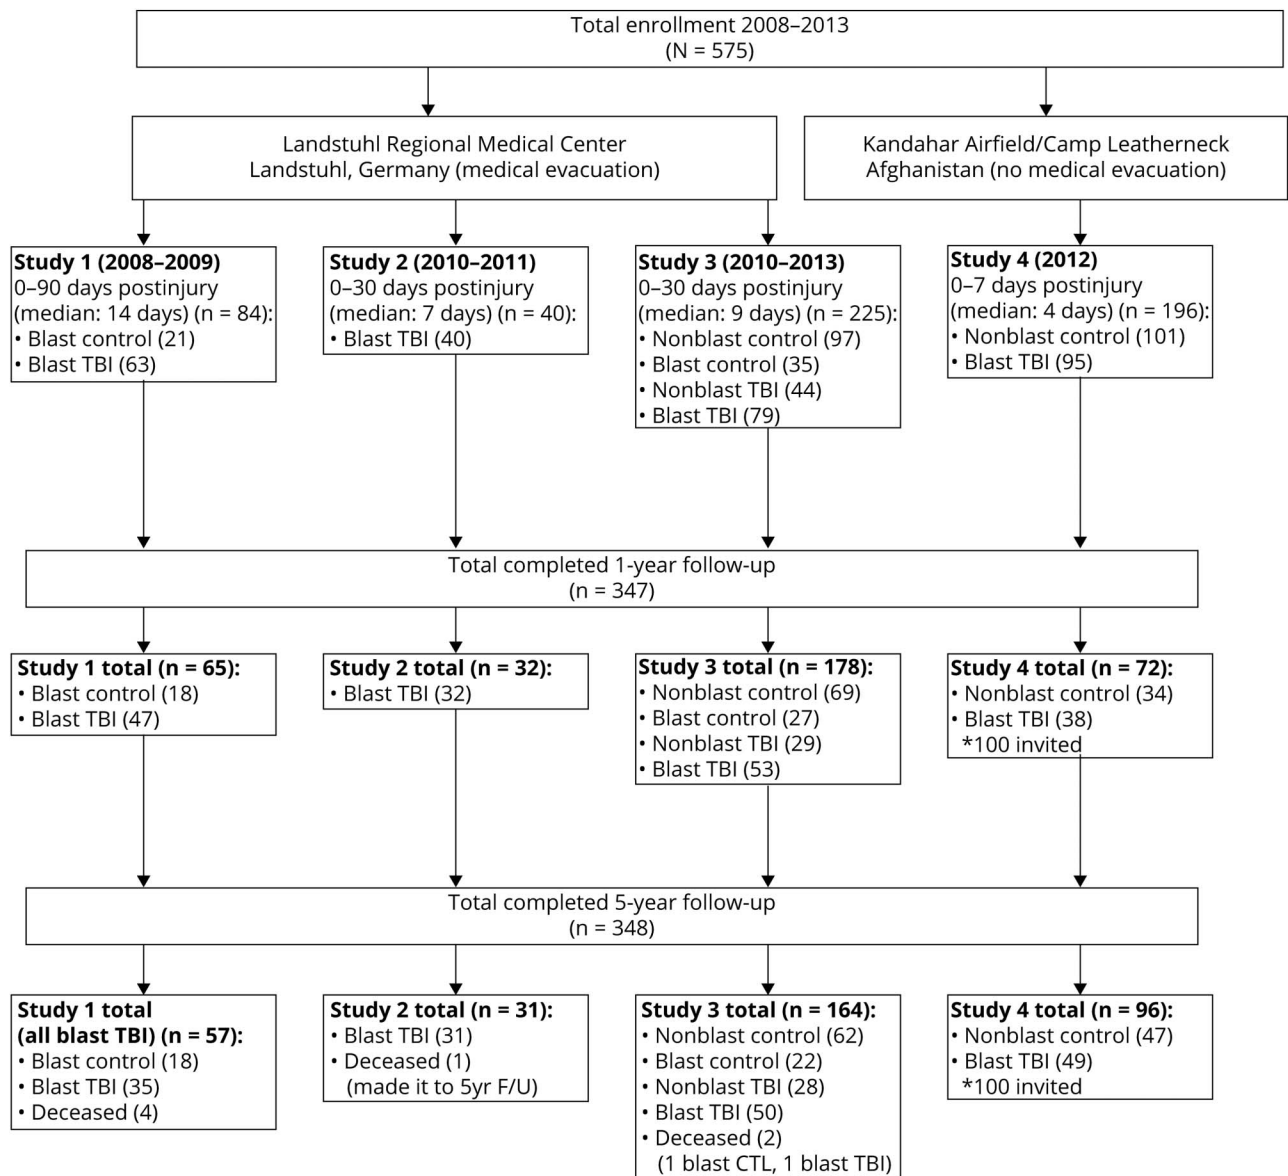 Total enrollment 2008–2013
(N = 575)
Landstuhl Regional Medical Center
Landstuhl, Germany (medical evacuation)
Kandahar Airfield/Camp Leatherneck
Afghanistan (no medical evacuation)
Study 1 (2008–2009)
0–90 days postinjury
(median: 14 days) (n = 84):
• Blast control (21)
• Blast TBI (63)
Study 2 (2010–2011)
0–30 days postinjury
(median: 7 days) (n = 40):
• Blast TBI (40)
Study 3 (2010–2013)
0–30 days postinjury
(median: 9 days) (n = 225):
• Nonblast control (97)
• Blast control (35)
• Nonblast TBI (44)
• Blast TBI (79)
Study 4 (2012)
0–7 days postinjury
(median: 4 days) (n = 196):
• Nonblast control (101)
• Blast TBI (95)
Total completed 1-year follow-up
(n = 347)
Study 1 total (n = 65):
• Blast control (18)
• Blast TBI (47)
Study 2 total (n = 32):
• Blast TBI (32)
Study 3 total (n = 178):
• Nonblast control (69)
• Blast control (27)
• Nonblast TBI (29)
• Blast TBI (53)
Study 4 total (n = 72):
• Nonblast control (34)
• Blast TBI (38)
*100 invited
Total completed 5-year follow-up
(n = 348)
Study 1 total
(all blast TBI) (n = 57):
• Blast control (18)
• Blast TBI (35)
• Deceased (4)
Study 2 total (n = 31):
• Blast TBI (31)
• Deceased (1)
(made it to 5yr F/U)
Study 3 total (n = 164):
• Nonblast control (62)
• Blast control (22)
• Nonblast TBI (28)
• Blast TBI (50)
• Deceased (2)
(1 blast CTL, 1 blast TBI)
Study 4 total (n = 96):
• Nonblast control (47)
• Blast TBI (49)
*100 invited